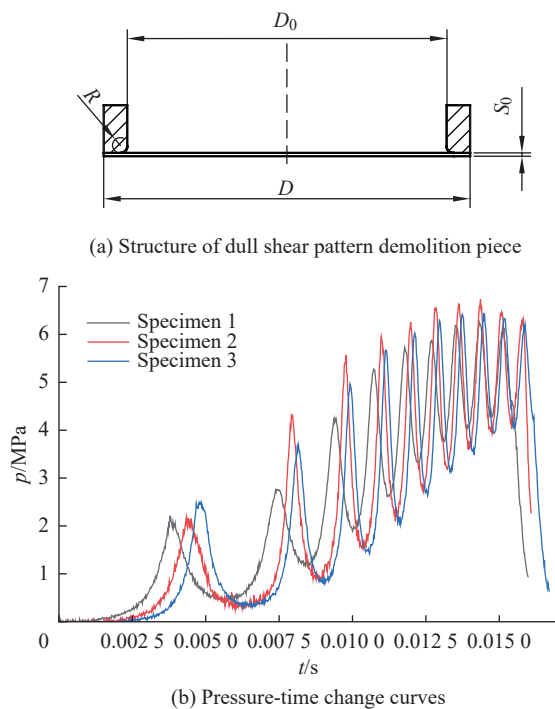 D₀
R
S₀
D
(a) Structure of dull shear pattern demolition piece
7
6
5
4
3
2
1
0
p/MPa
Specimen 1
Specimen 2
Specimen 3
0.002 5 0.005 0 0.007 5 0.010 0 0.012 5 0.015 0
t/s
(b) Pressure-time change curves